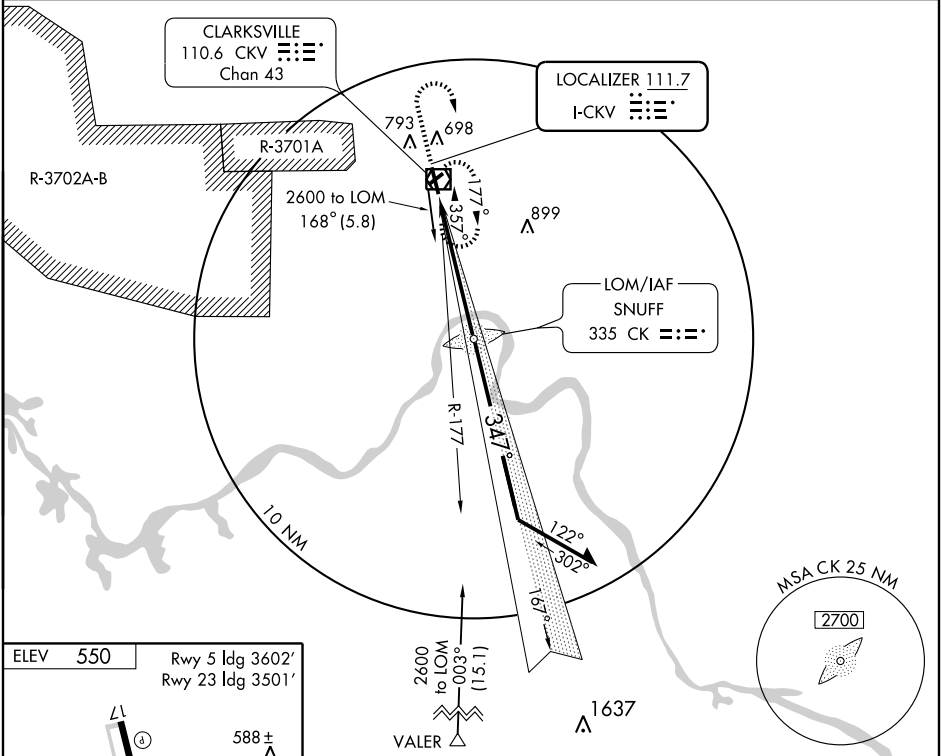 CLARKSVILLE
110.6 CKV
Chan 43
LOCALIZER 111.7
I-CKV
793
698
R-3701A
R-3702A-B
2600 to LOM
168° (5.8)
177°
357°
899
LOM/IAF
SNUFF
335 CK
R-177
347°
10 NM
122°
302°
167°
MSA CK 25 NM
2700
ELEV 550
Rwy 5 ldg 3602'
Rwy 23 ldg 3501'
2600
to LOM
003°
(15.1)
1637
17
P
588 ±
VALER